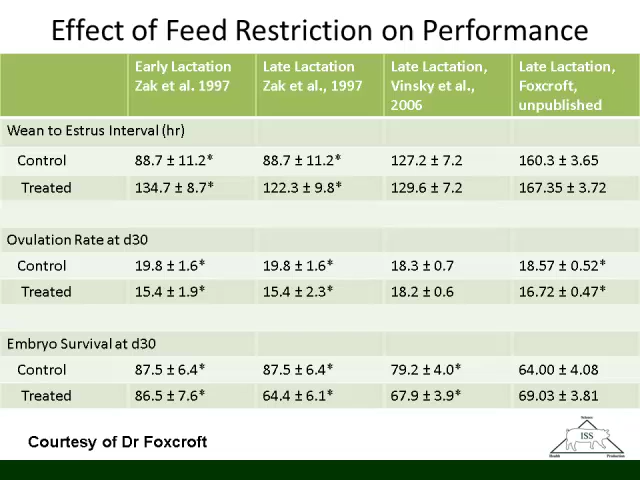 Effect of Feed Restriction on Performance
Early Lactation Zak et al. 1997 | Late Lactation Zak et al., 1997 | Late Lactation, Vinsky et al., 2006 | Late Lactation, Foxcroft, unpublished
Wean to Estrus Interval (hr)
Control 88.7 ± 11.2* 88.7 ± 11.2* 127.2 ± 7.2 160.3 ± 3.65
Treated 134.7 ± 8.7* 122.3 ± 9.8* 129.6 ± 7.2 167.35 ± 3.72
Ovulation Rate at d30
Control 19.8 ± 1.6* 19.8 ± 1.6* 18.3 ± 0.7 18.57 ± 0.52*
Treated 15.4 ± 1.9* 15.4 ± 2.3* 18.2 ± 0.6 16.72 ± 0.47*
Embryo Survival at d30
Control 87.5 ± 6.4* 87.5 ± 6.4* 79.2 ± 4.0* 64.00 ± 4.08
Treated 86.5 ± 7.6* 64.4 ± 6.1* 67.9 ± 3.9* 69.03 ± 3.81
Courtesy of Dr Foxcroft
Science
ISS
Health Production